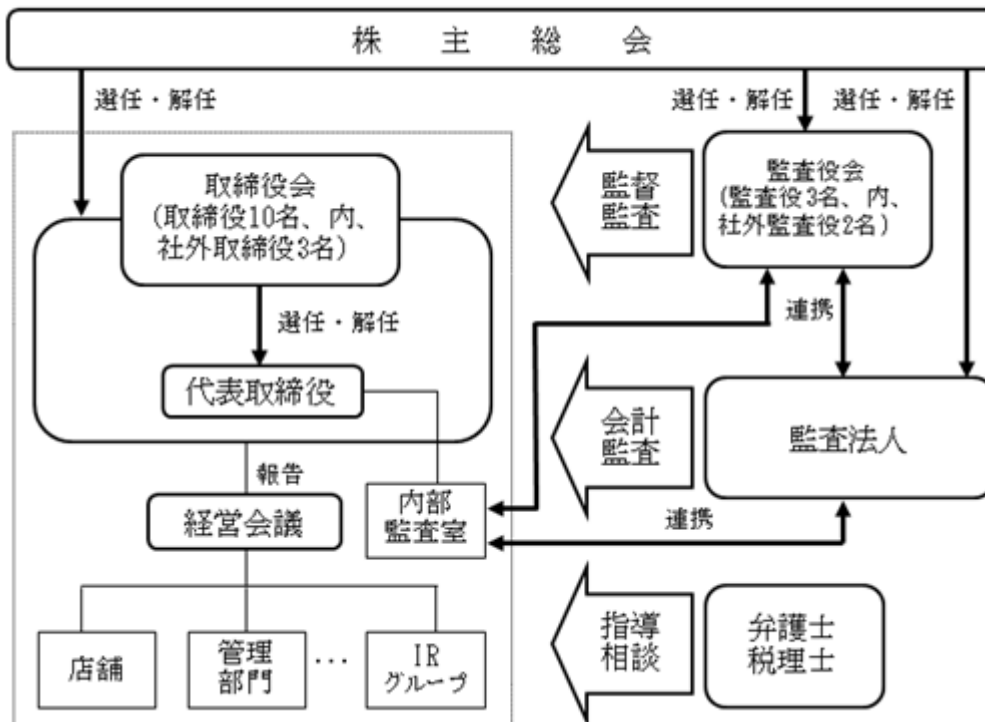 株主総会
選任・解任
選任・解任
選任・解任
取締役会
(取締役10名、内、
社外取締役3名)
監督
監査
監査役会
(監査役3名、内、
社外監査役2名)
選任・解任
連携
代表取締役
会計
監査
監査法人
報告
経営会議
内部
監査室
連携
店舗
管理
部門
・・・
IR
グループ
指導
相談
弁護士
税理士